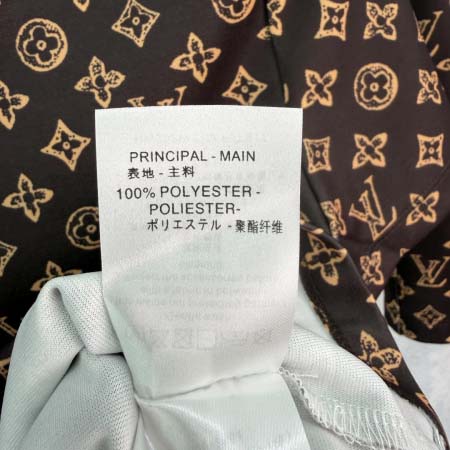 PRINCIPAL - MAIN
表地 - 主料
100% POLYESTER -
POLIESTER-
ポリエステル - 聚酯纤维